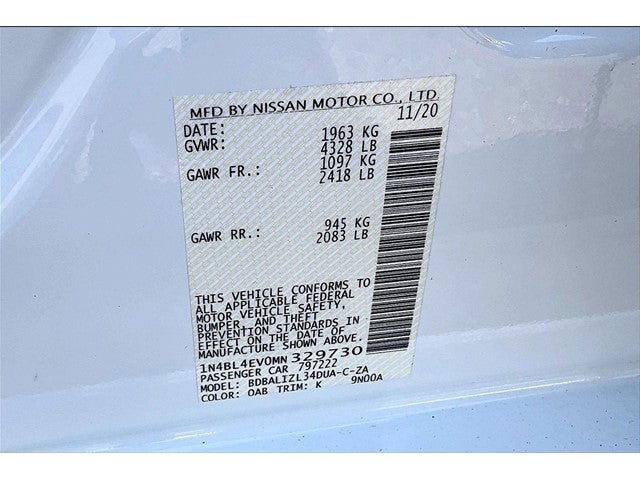 MFD BY NISSAN MOTOR CO., LTD.
DATE: 11/20
GVWR: 1963 KG
4328 LB
GAWR FR.: 1097 KG
2418 LB
GAWR RR.: 945 KG
2083 LB
THIS VEHICLE CONFORMS TO
ALL APPLICABLE FEDERAL
MOTOR VEHICLE SAFETY,
BUMPER, AND THEFT
PREVENTION STANDARDS IN
EFFECT ON THE DATE OF
MANUFACTURE SHOWN ABOVE.
1N4BL4EV0MN329730
PASSENGER CAR 797222
MODEL: BDBALIZL34DUA-C-ZA
COLOR: QAB TRIM: K 9N00A